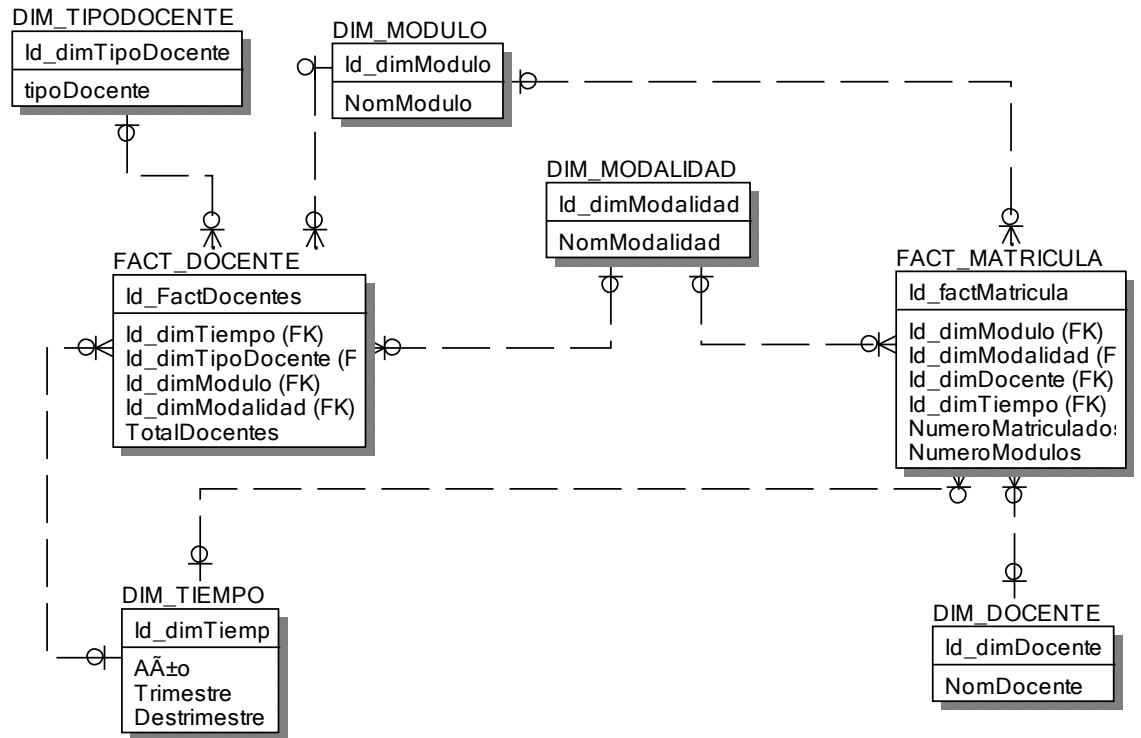 DIM_TIPODOCENTE
Id_dimTipoDocente
tipoDocente
DIM_MODULO
Id_dimModulo
NomModulo
DIM_MODALIDAD
Id_dimModalidad
NomModalidad
FACT_DOCENTE
Id_FactDocentes
Id_dimTiempo (FK)
Id_dimTipoDocente (F
Id_dimModulo (FK)
Id_dimModalidad (FK)
TotalDocentes
FACT_MATRICULA
Id_factMatricula
Id_dimModulo (FK)
Id_dimModalidad (F
Id_dimDocente (FK)
Id_dimTiempo (FK)
NumeroMatriculados
NumeroModulos
DIM_TIEMPO
Id_dimTiemp
AÃ±o
Trimestre
Destrimestre
DIM_DOCENTE
Id_dimDocente
NomDocente